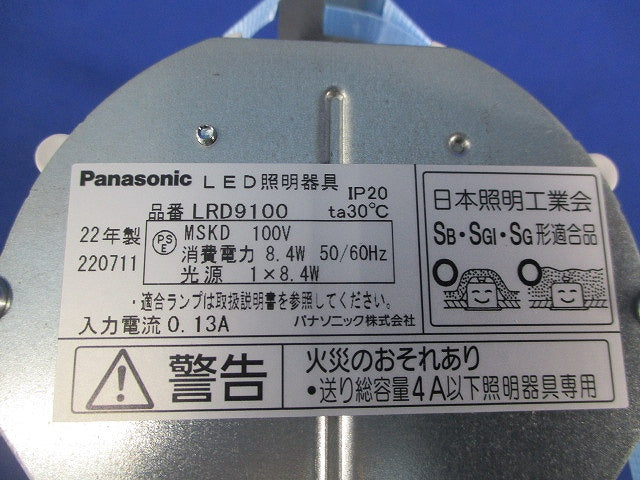 Panasonic LED照明器具 IP20
品番 LRD9100 ta30℃
22年製
220711
PS
E
MSKD 100V
消費電力 8.4W 50/60Hz
光源 1×8.4W
・適合ランプは取扱説明書を参照してください。
入力電流 0.13A パナソニック株式会社
日本照明工業会
SB・SGI・SG形適合品
警告
火災のおそれあり
・送り総容量4A以下照明器具専用